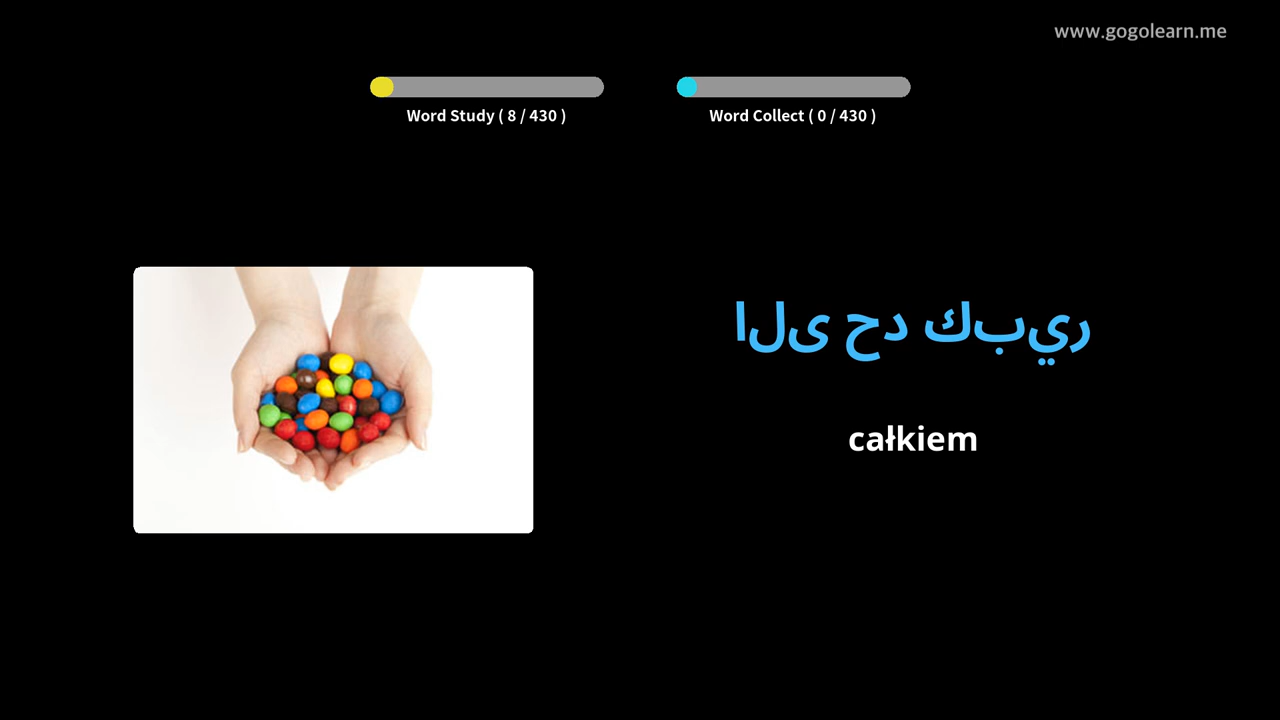 www.gogolearn.me
Word Study ( 8 / 430 )
Word Collect ( 0 / 430 )
الى حد كبير
całkiem